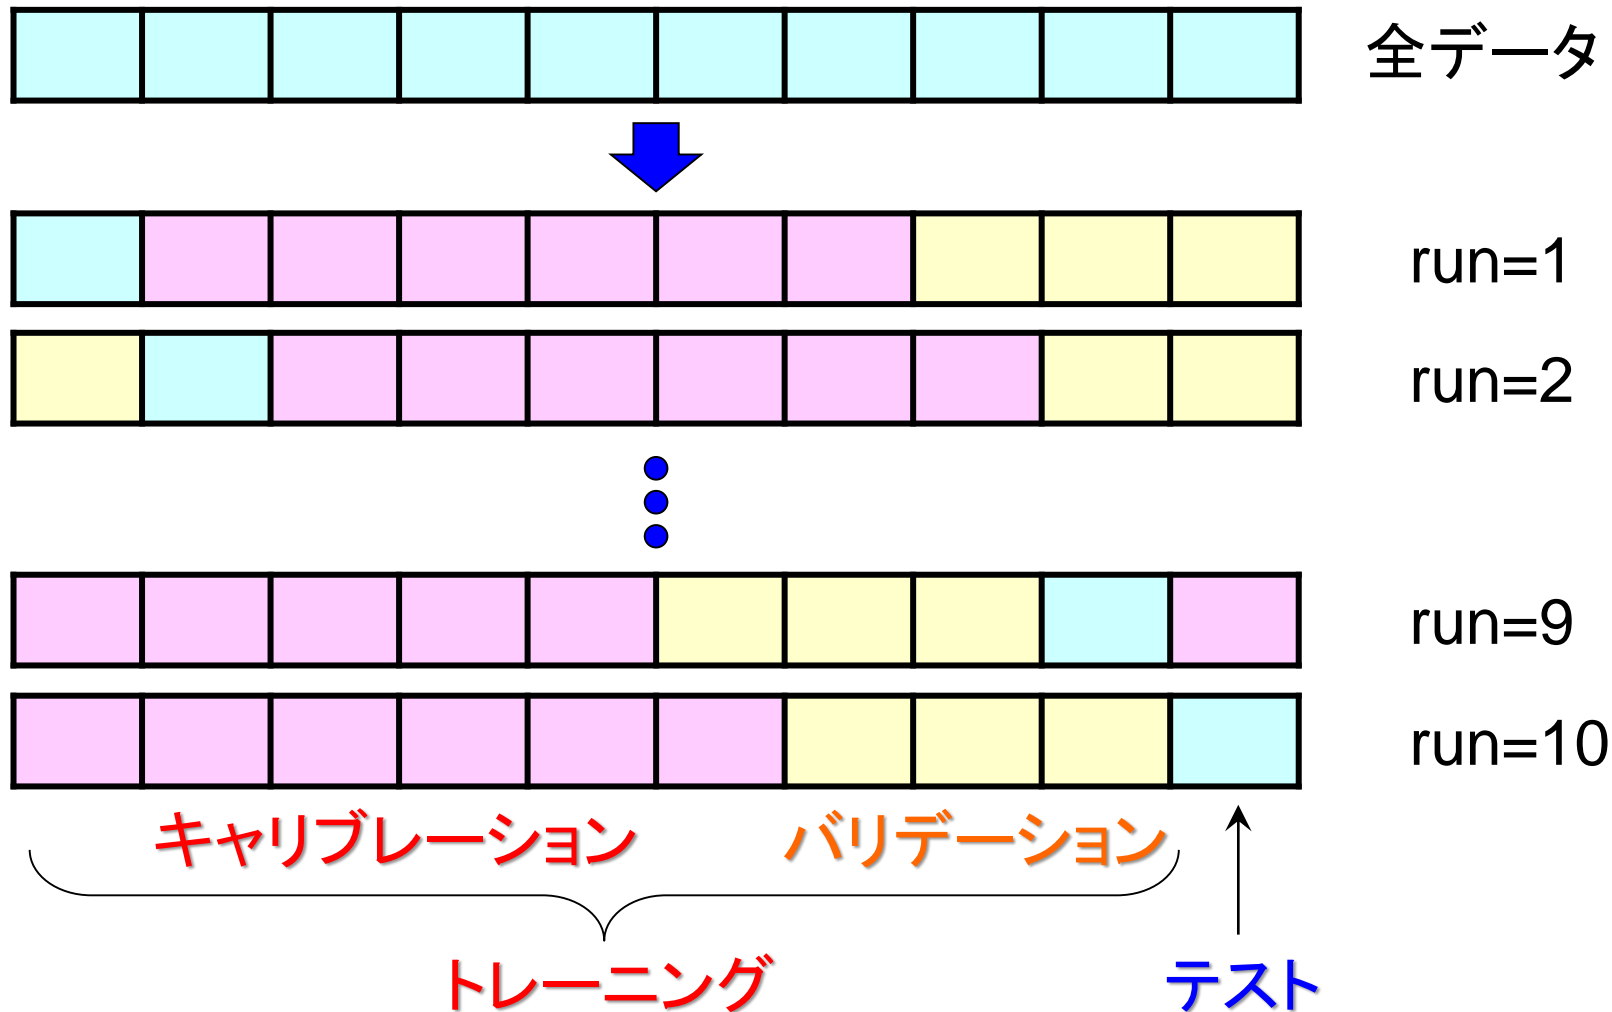 全データ
run=1
run=2
run=9
run=10
キャリブレーション
バリデーション
トレーニング
テスト